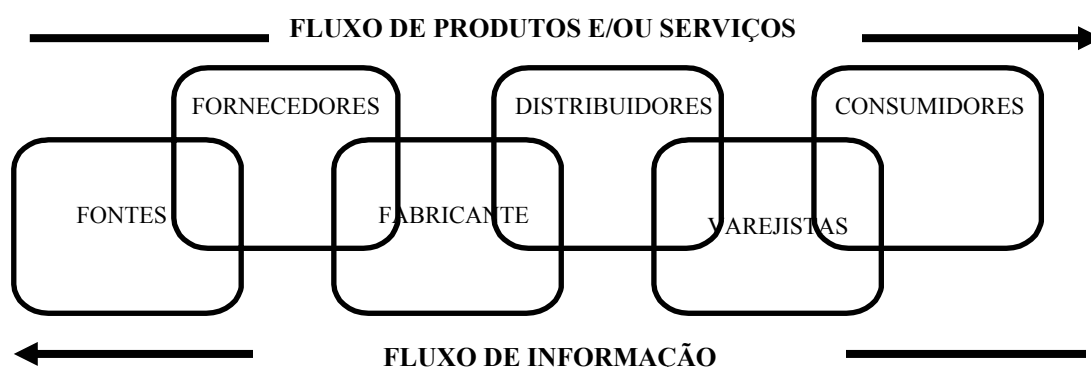 FLUXO DE PRODUTOS E/OU SERVIÇOS
FORNECEDORES
DISTRIBUIDORES
CONSUMIDORES
FONTES
FABRICANTE
VAREJISTAS
FLUXO DE INFORMAÇÃO